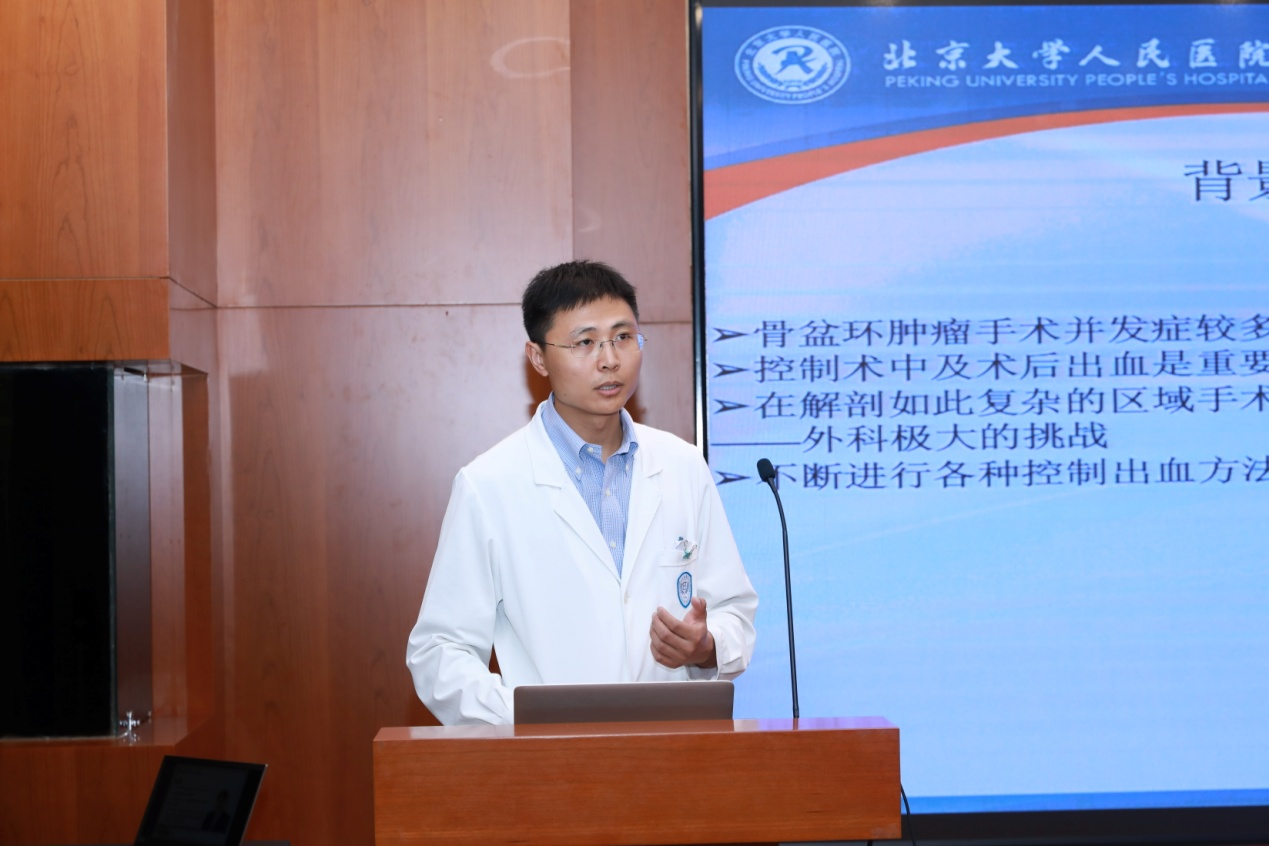 北京大学人民医院
PEKING UNIVERSITY PEOPLE'S HOSPITA
背景
➢骨盆环肿瘤手术并发症较多
➢控制术中及术后出血是重要
➢在解剖如此复杂的区域手术
——外科极大的挑战
➢不断进行各种控制出血方法